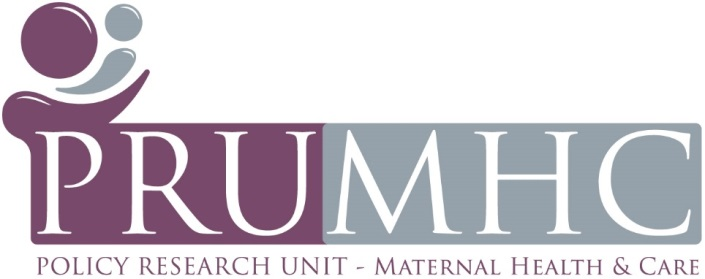 PRUMHC
POLICY RESEARCH UNIT - MATERNAL HEALTH & CARE